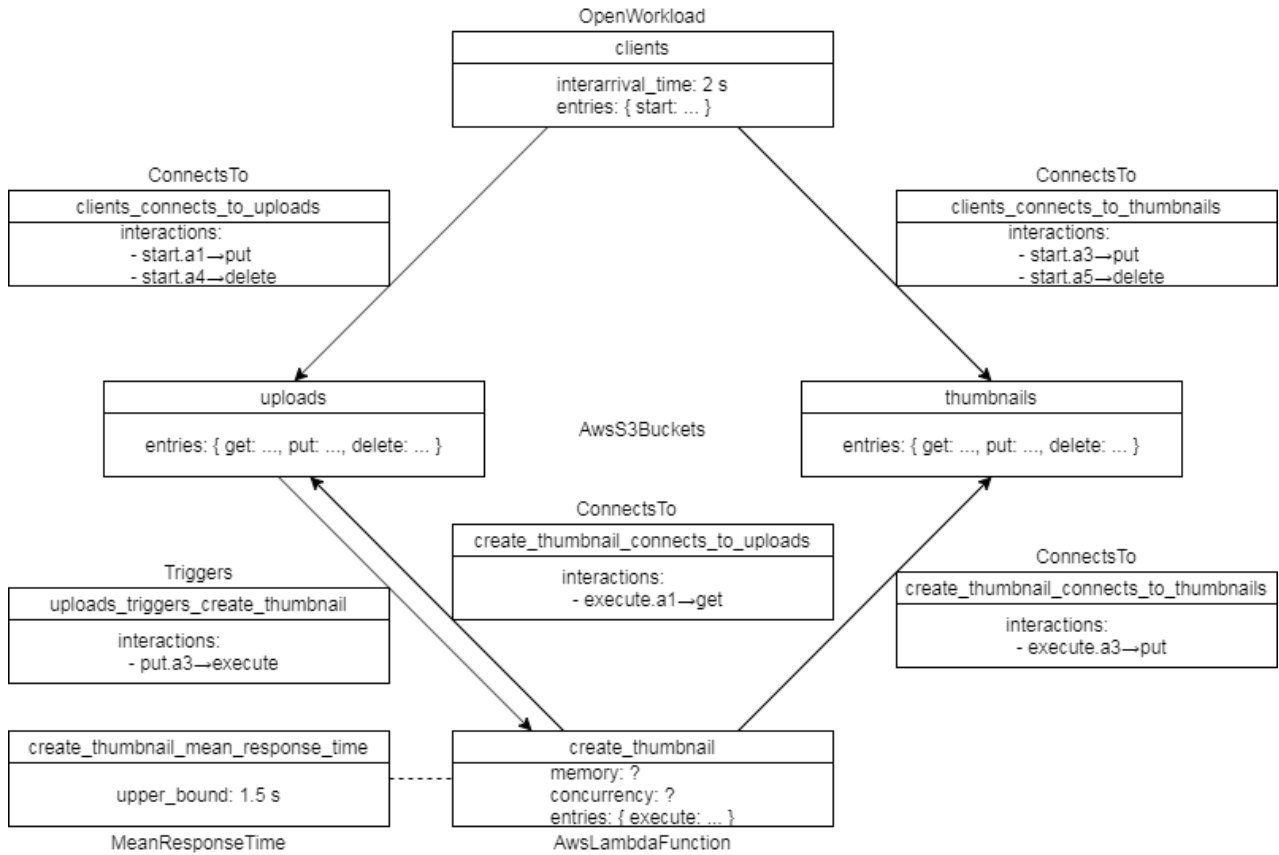 OpenWorkload
clients
interarrival_time: 2 s
entries: { start: ... }
ConnectsTo
clients_connects_to_uploads
interactions:
- start.a1→put
- start.a4→delete
ConnectsTo
clients_connects_to_thumbnails
interactions:
- start.a3→put
- start.a5→delete
uploads
entries: { get: ..., put: ..., delete: ... }
AwsS3Buckets
thumbnails
entries: { get: ..., put: ..., delete: ... }
ConnectsTo
create_thumbnail_connects_to_uploads
interactions:
- execute.a1→get
Triggers
uploads_triggers_create_thumbnail
interactions:
- put.a3→execute
ConnectsTo
create_thumbnail_connects_to_thumbnails
interactions:
- execute.a3→put
create_thumbnail_mean_response_time
upper_bound: 1.5 s
MeanResponseTime
create_thumbnail
memory: ?
concurrency: ?
entries: { execute: ... }
AwsLambdaFunction